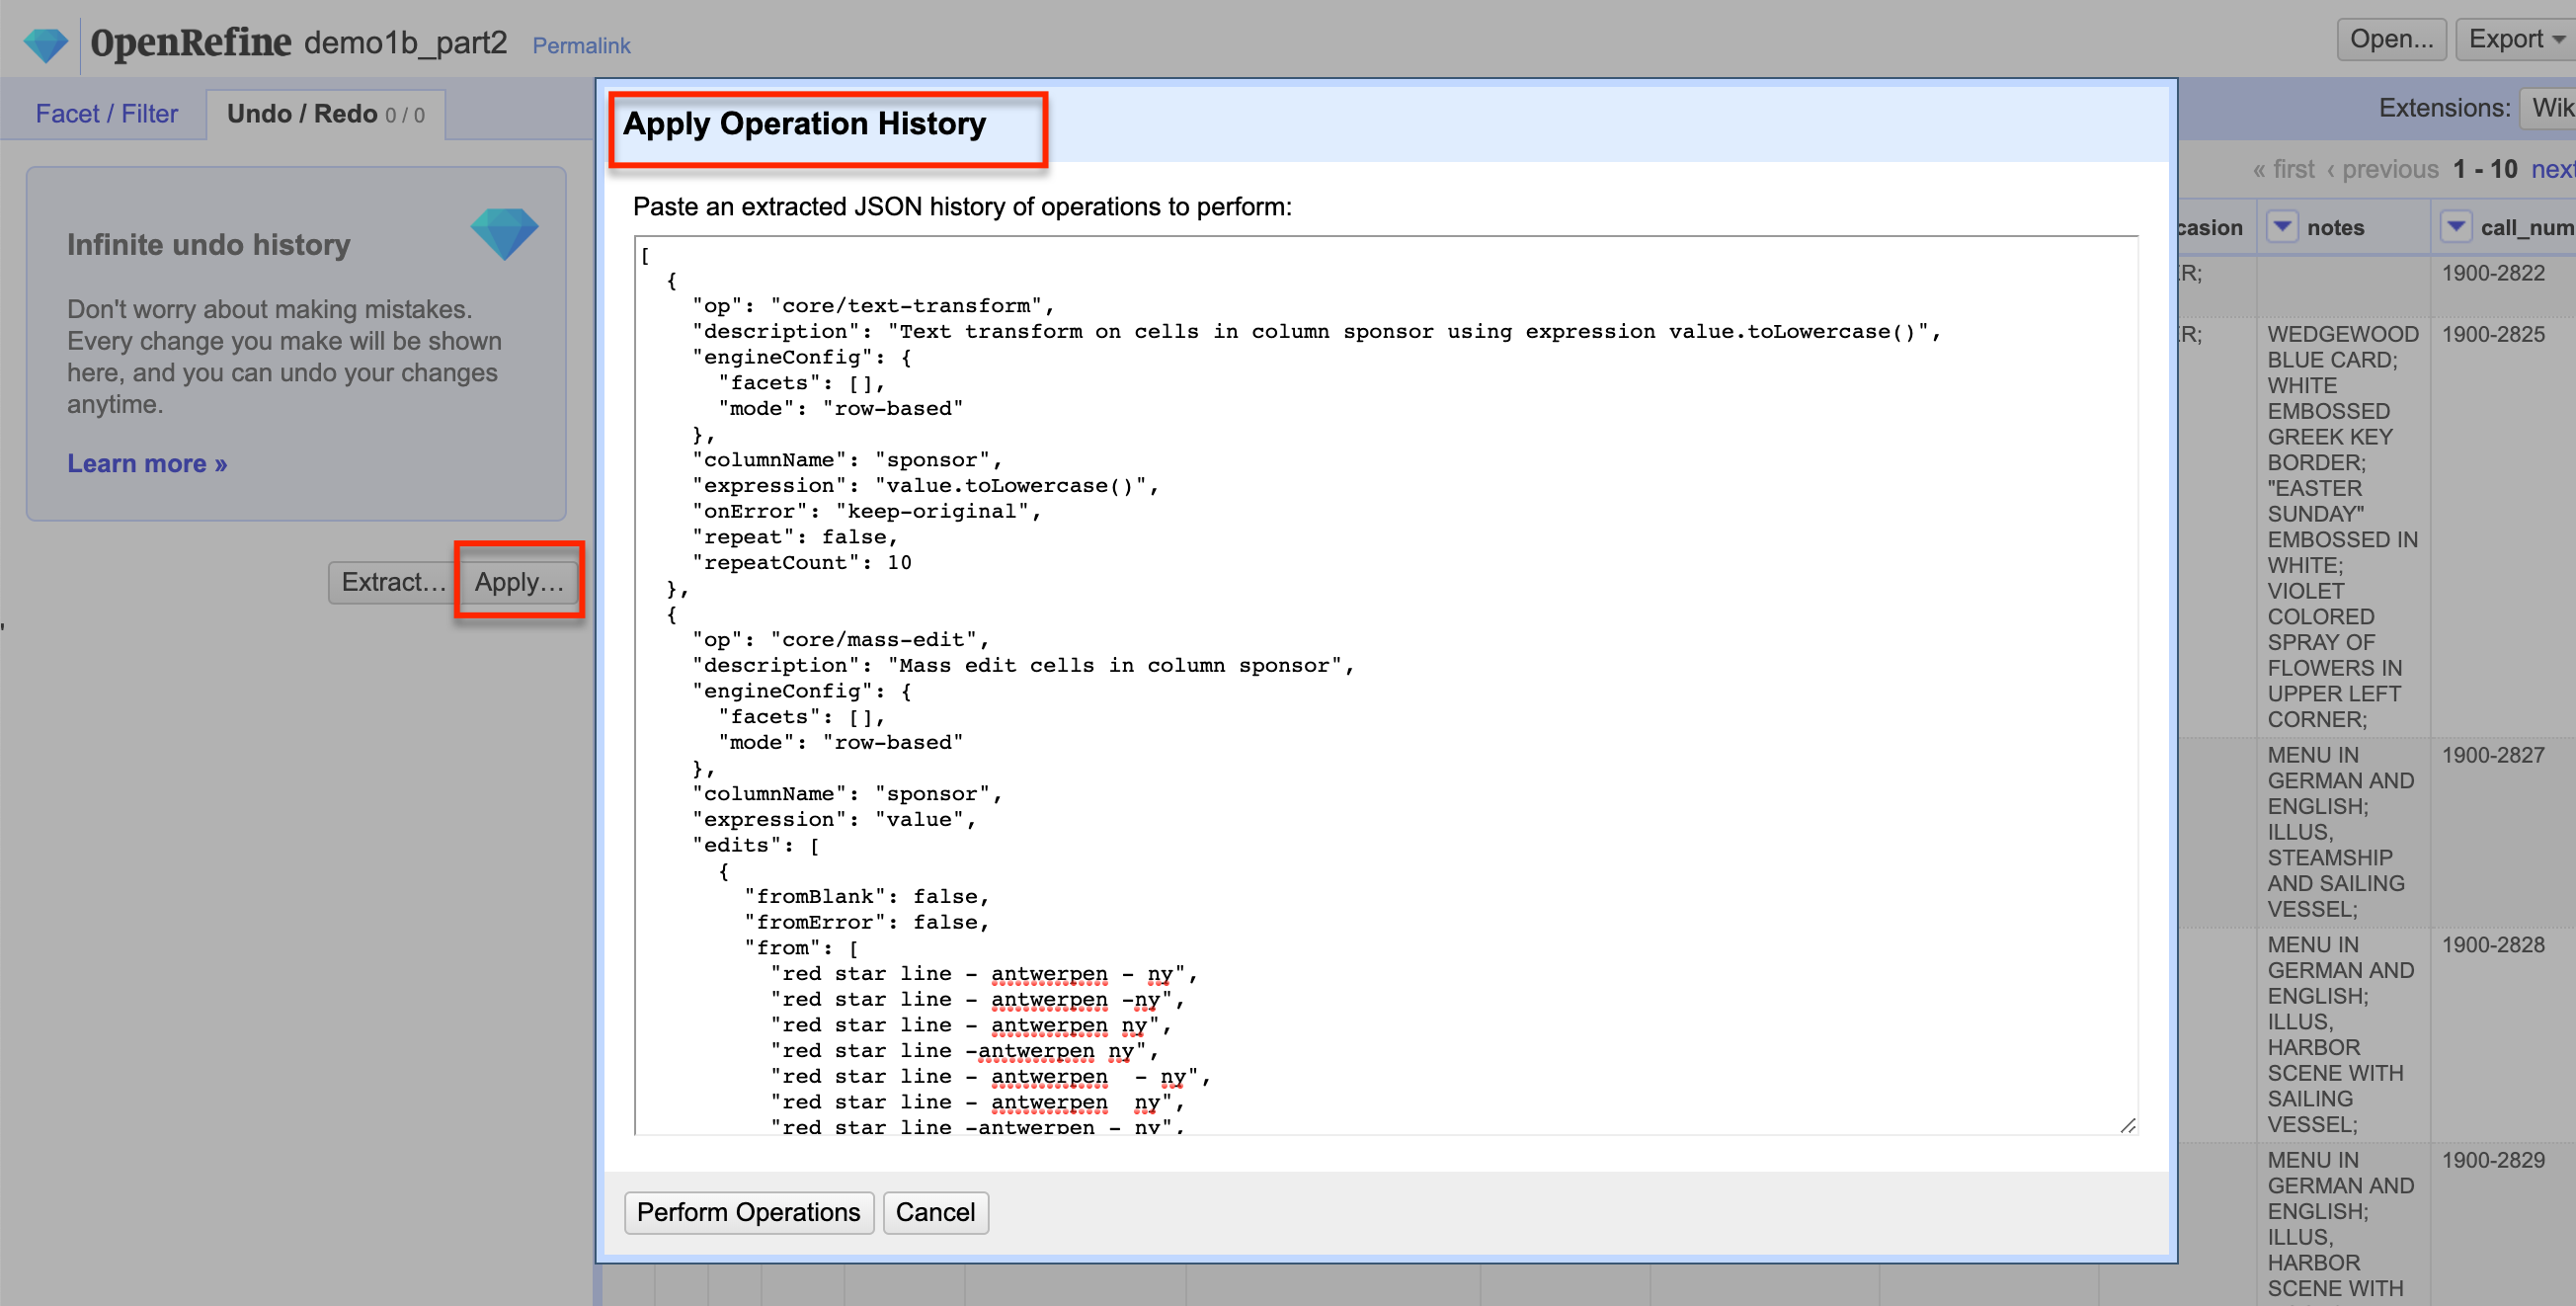 OpenRefine demo1b_part2 Permalink
Open... Export
Facet / Filter Undo / Redo 0 / 0
Extensions:
Infinite undo history
Don't worry about making mistakes.
Every change you make will be shown
here, and you can undo your changes
anytime.
Learn more »
Extract... Apply...
Apply Operation History
Paste an extracted JSON history of operations to perform:
[
  {
    "op": "core/text-transform",
    "description": "Text transform on cells in column sponsor using expression value.toLowercase()",
    "engineConfig": {
      "facets": [],
      "mode": "row-based"
    },
    "columnName": "sponsor",
    "expression": "value.toLowercase()",
    "onError": "keep-original",
    "repeat": false,
    "repeatCount": 10
  },
  {
    "op": "core/mass-edit",
    "description": "Mass edit cells in column sponsor",
    "engineConfig": {
      "facets": [],
      "mode": "row-based"
    },
    "columnName": "sponsor",
    "expression": "value",
    "edits": [
      {
        "fromBlank": false,
        "fromError": false,
        "from": [
          "red star line - antwerpen - ny",
          "red star line - antwerpen -ny",
          "red star line - antwerpen ny",
          "red star line -antwerpen ny",
          "red star line - antwerpen  - ny",
          "red star line - antwerpen  ny",
          "red star line -antwerpen - ny",
Perform Operations Cancel
« first ‹ previous 1 - 10 next
casion notes call_num
ER; 1900-2822
ER; WEDGEWOOD 1900-2825
BLUE CARD;
WHITE
EMBOSSED
GREEK KEY
BORDER;
"EASTER
SUNDAY"
EMBOSSED IN
WHITE;
VIOLET
COLORED
SPRAY OF
FLOWERS IN
UPPER LEFT
CORNER;
MENU IN 1900-2827
GERMAN AND
ENGLISH;
ILLUS,
STEAMSHIP
AND SAILING
VESSEL;
MENU IN 1900-2828
GERMAN AND
ENGLISH;
ILLUS,
HARBOR
SCENE WITH
SAILING
VESSEL;
MENU IN 1900-2829
GERMAN AND
ENGLISH;
ILLUS,
HARBOR
SCENE WITH